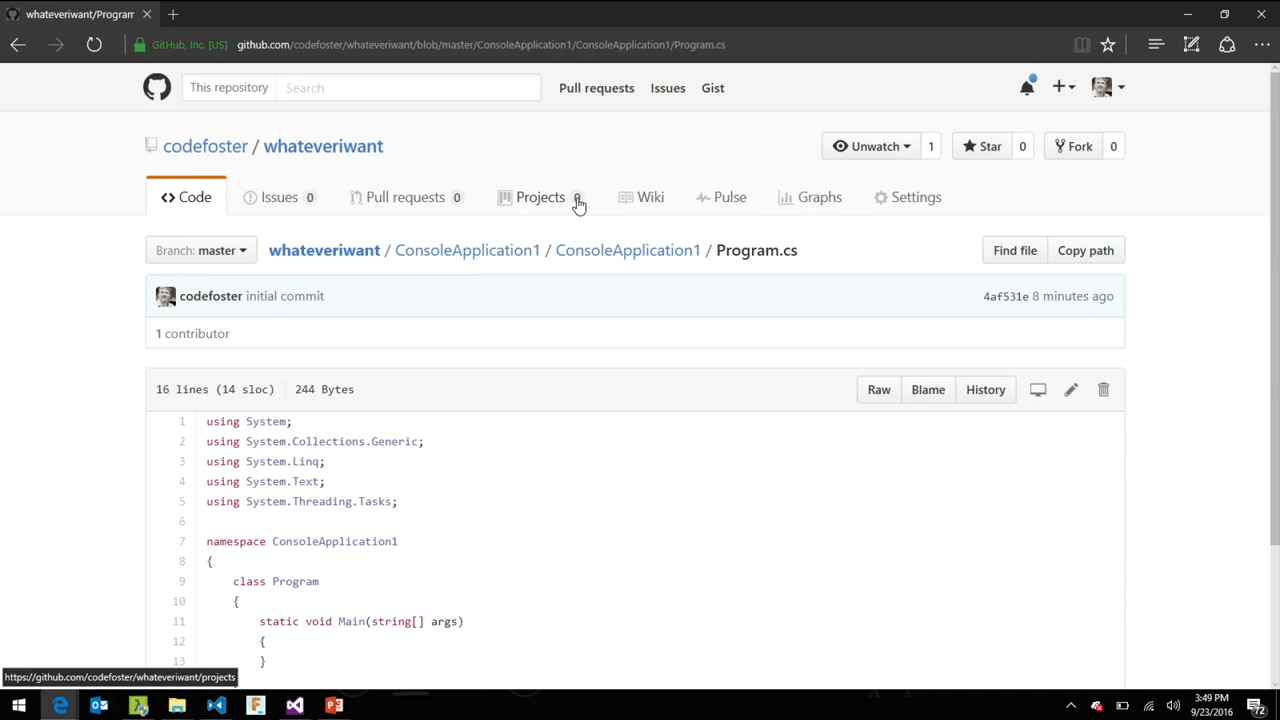 whateveriwant/Program
GitHub, Inc. [US] github.com/codefoster/whateveriwant/blob/master/ConsoleApplication1/ConsoleApplication1/Program.cs
This repository Search Pull requests Issues Gist
codefoster / whateveriwant Unwatch 1 Star 0 Fork 0
<> Code Issues 0 Pull requests 0 Projects Wiki Pulse Graphs Settings
Branch: master whateveriwant / ConsoleApplication1 / ConsoleApplication1 / Program.cs Find file Copy path
codefoster initial commit 4af531e 8 minutes ago
1 contributor
16 lines (14 sloc) 244 Bytes Raw Blame History
1 using System;
2 using System.Collections.Generic;
3 using System.Linq;
4 using System.Text;
5 using System.Threading.Tasks;
6
7 namespace ConsoleApplication1
8 {
9 class Program
10 {
11 static void Main(string[] args)
12 {
13 }
https://github.com/codefoster/whateveriwant/projects
3:49 PM
9/23/2016
72